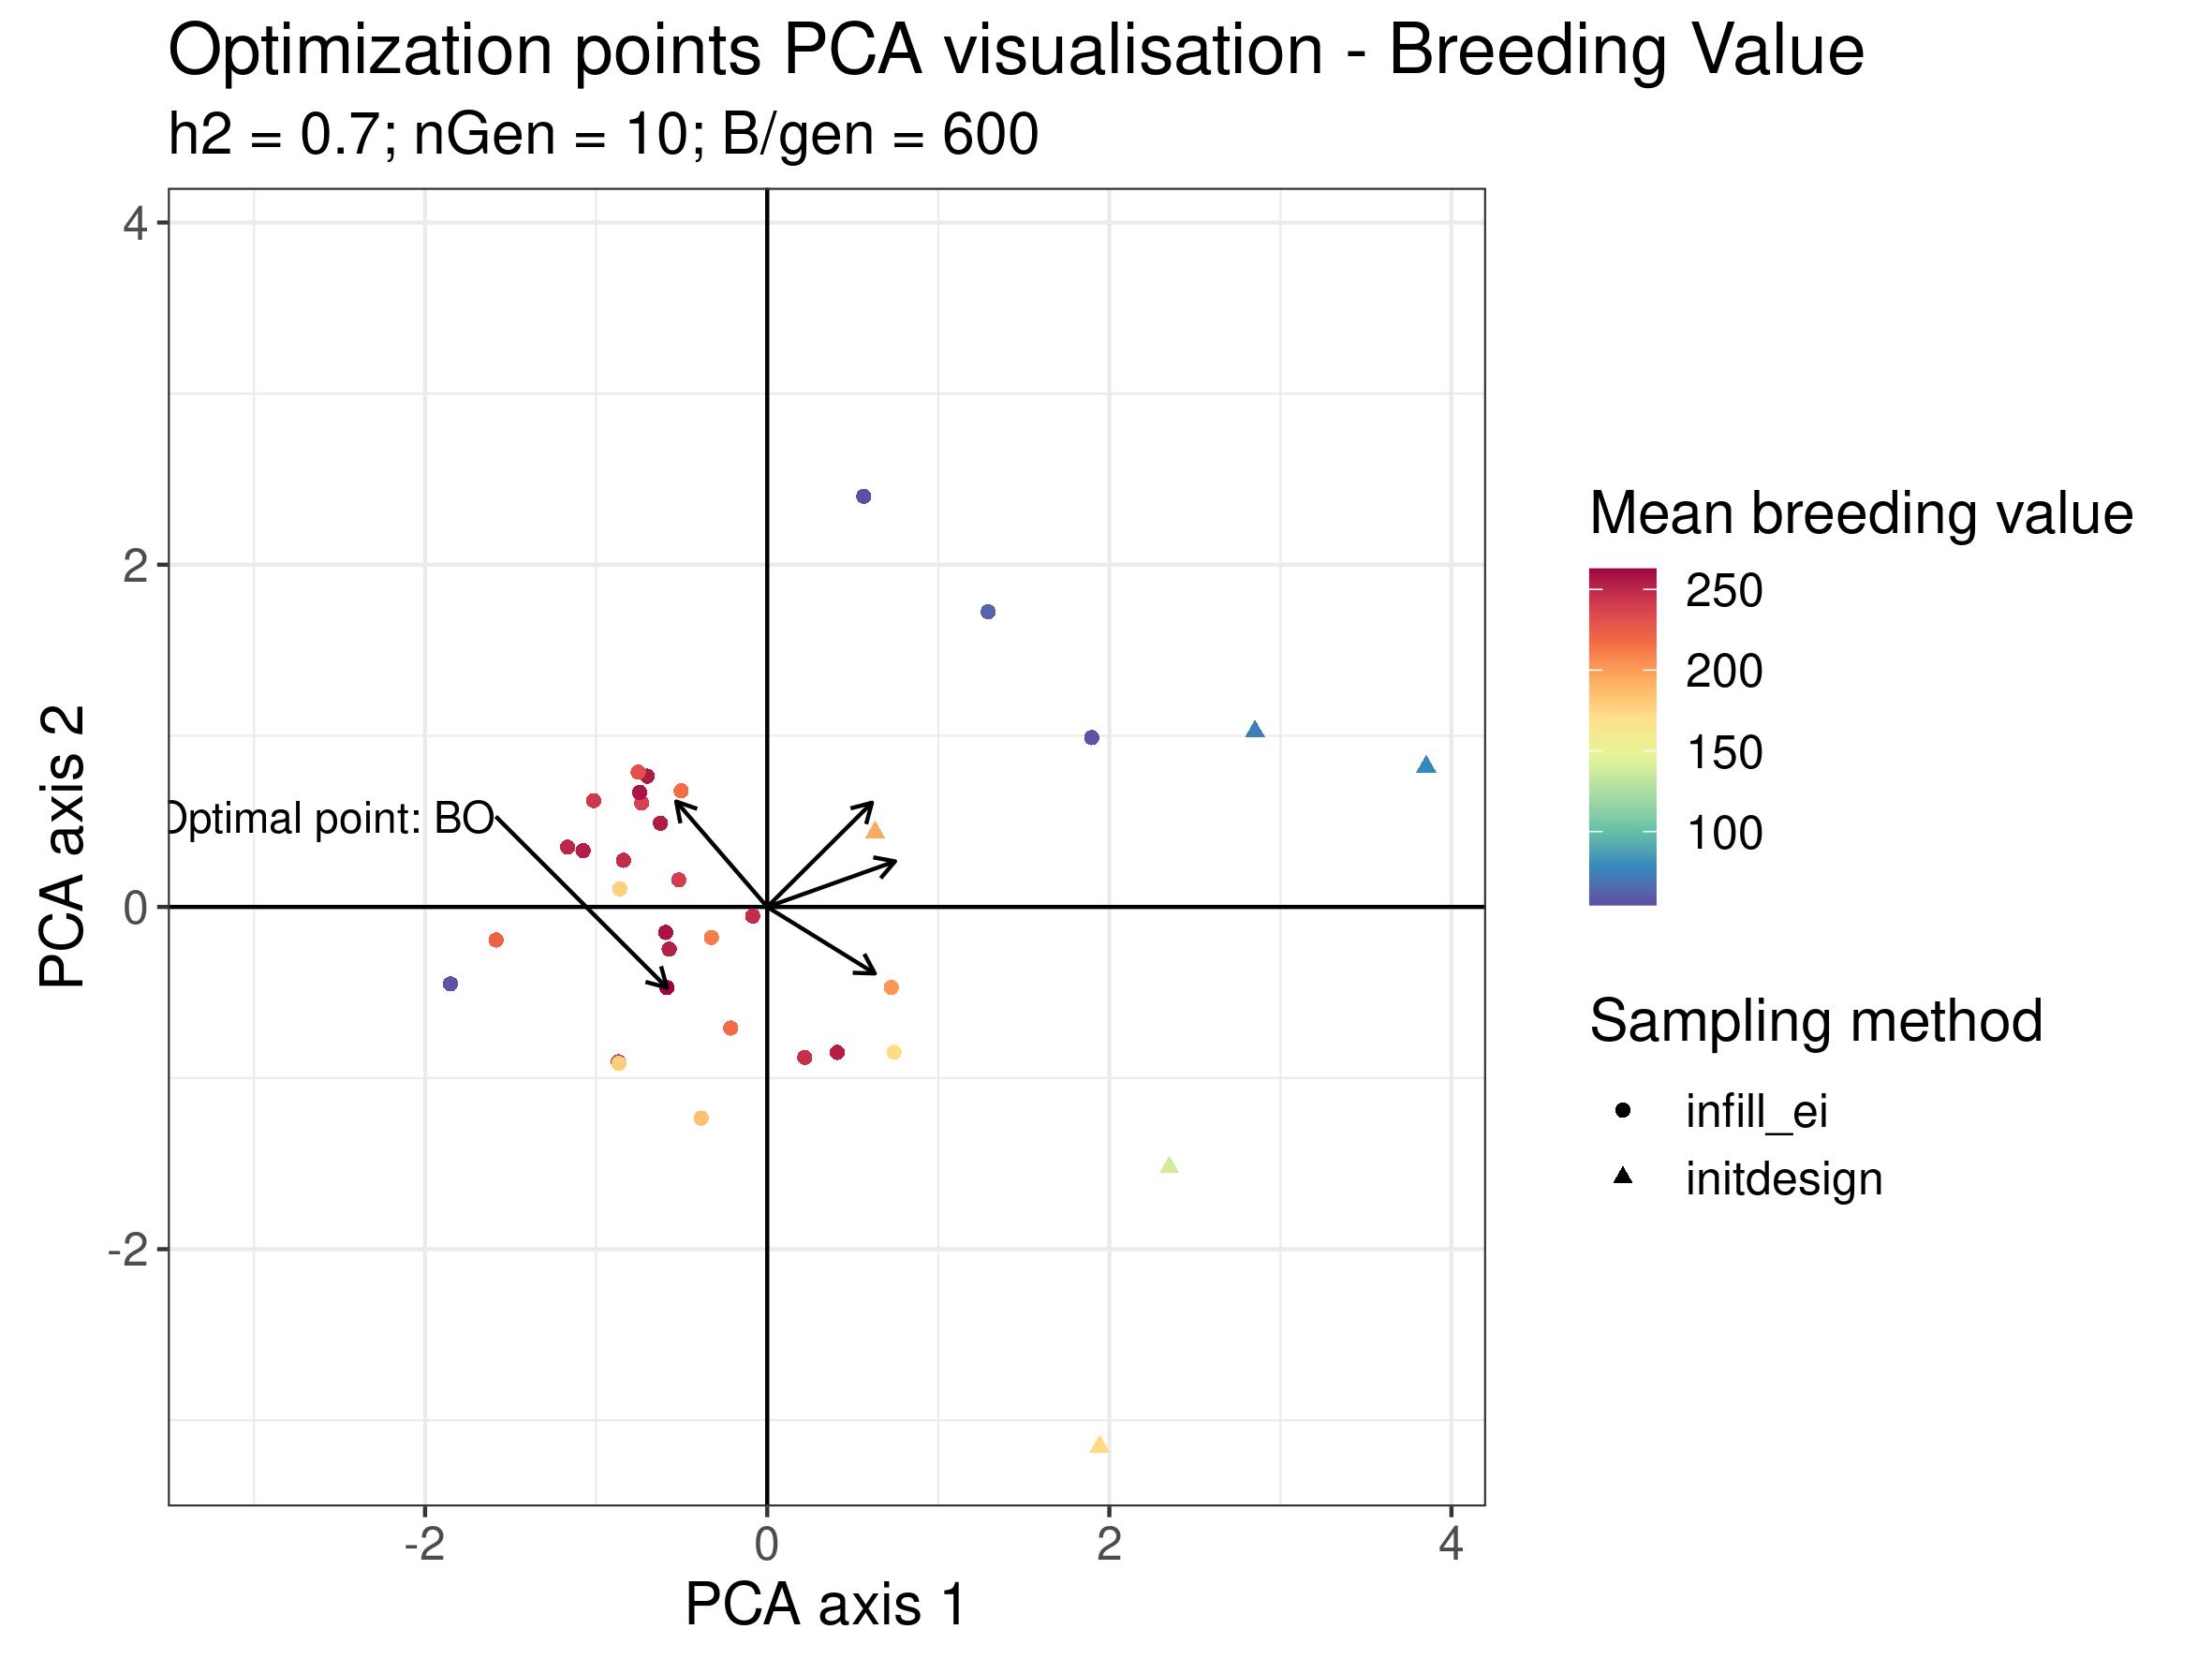 Optimization points PCA visualisation - Breeding Value
h2 = 0.7; nGen = 10; B/gen = 600
4
2
0
-2
PCA axis 2
Optimal point: BO
-2
0
2
4
PCA axis 1
Mean breeding value
250
200
150
100
Sampling method
infill_ei
initdesign